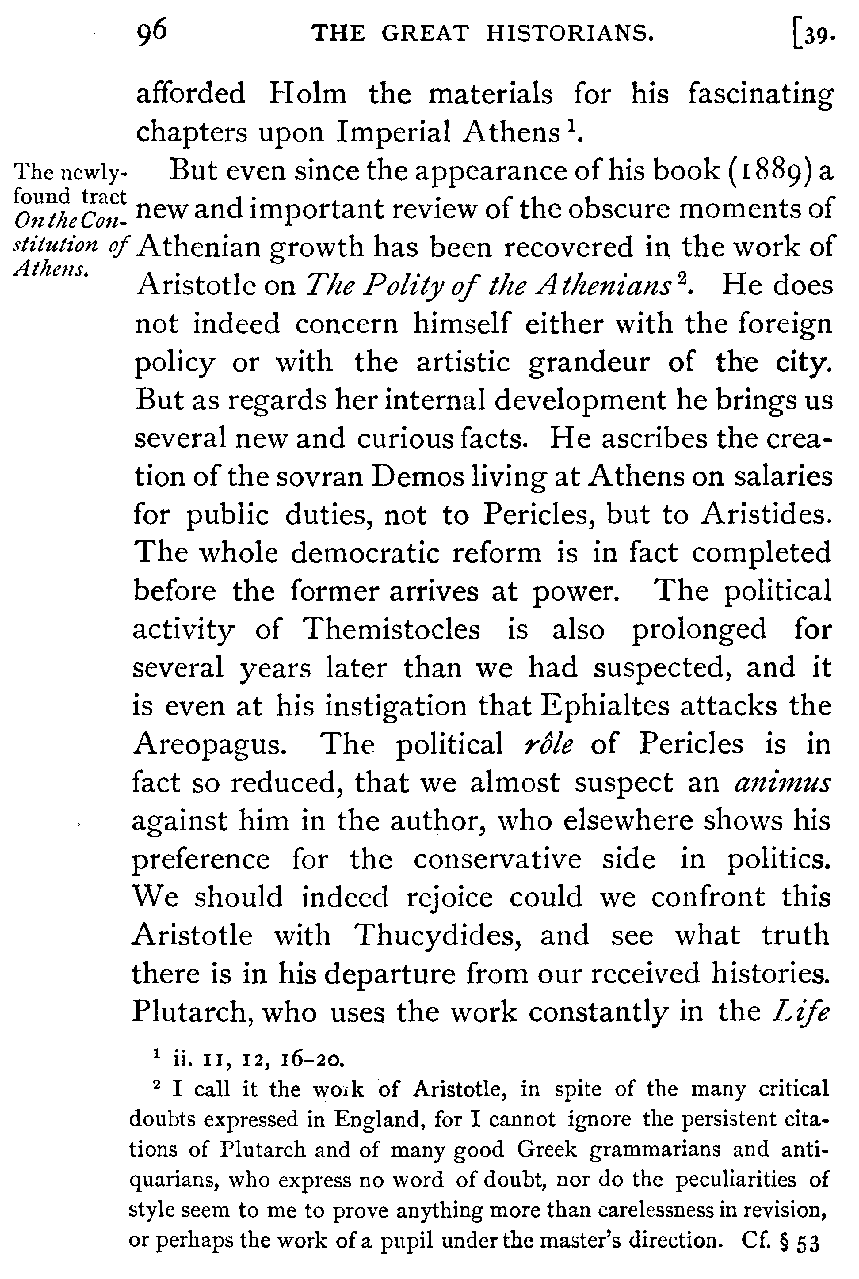 96 THE GREAT HISTORIANS. [39.
afforded Holm the materials for his fascinating
chapters upon Imperial Athens ¹.
The newly-
found tract
On the Con-
stitution of
Athens.
But even since the appearance of his book (1889) a
new and important review of the obscure moments of
Athenian growth has been recovered in the work of
Aristotle on The Polity of the Athenians ². He does
not indeed concern himself either with the foreign
policy or with the artistic grandeur of the city.
But as regards her internal development he brings us
several new and curious facts. He ascribes the crea-
tion of the sovran Demos living at Athens on salaries
for public duties, not to Pericles, but to Aristides.
The whole democratic reform is in fact completed
before the former arrives at power. The political
activity of Themistocles is also prolonged for
several years later than we had suspected, and it
is even at his instigation that Ephialtes attacks the
Areopagus. The political rôle of Pericles is in
fact so reduced, that we almost suspect an animus
against him in the author, who elsewhere shows his
preference for the conservative side in politics.
We should indeed rejoice could we confront this
Aristotle with Thucydides, and see what truth
there is in his departure from our received histories.
Plutarch, who uses the work constantly in the Life
¹ ii. 11, 12, 16–20.
² I call it the work of Aristotle, in spite of the many critical
doubts expressed in England, for I cannot ignore the persistent cita-
tions of Plutarch and of many good Greek grammarians and anti-
quarians, who express no word of doubt, nor do the peculiarities of
style seem to me to prove anything more than carelessness in revision,
or perhaps the work of a pupil under the master's direction. Cf. § 53